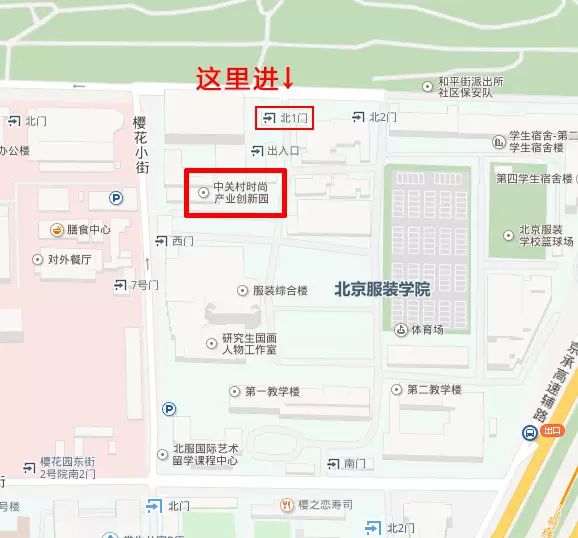 这里进↓
和平街派出所
社区保安队
北门
樱花小街
北1门
北2门
办公楼
出入口
学生宿舍-第二
学生宿舍楼
中关村时尚
产业创新园
第四学生宿舍楼(
P
膳食中心
西门
北京服装
学校篮球场
对外餐厅
7号门
服装综合楼
北京服装学院
研究生国画
人物工作室
体育场
京承高速辅路
第一教学楼
第二教学楼
P
出口
北服国际艺术
留学课程中心
樱花园东街
2号院南2门
南门
北门
樱之恋寿司
号楼
北2门